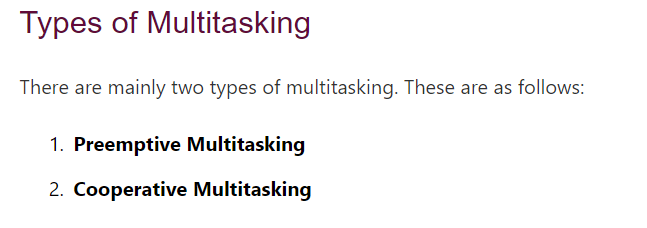 Types of Multitasking
There are mainly two types of multitasking. These are as follows:
1. Preemptive Multitasking
2. Cooperative Multitasking